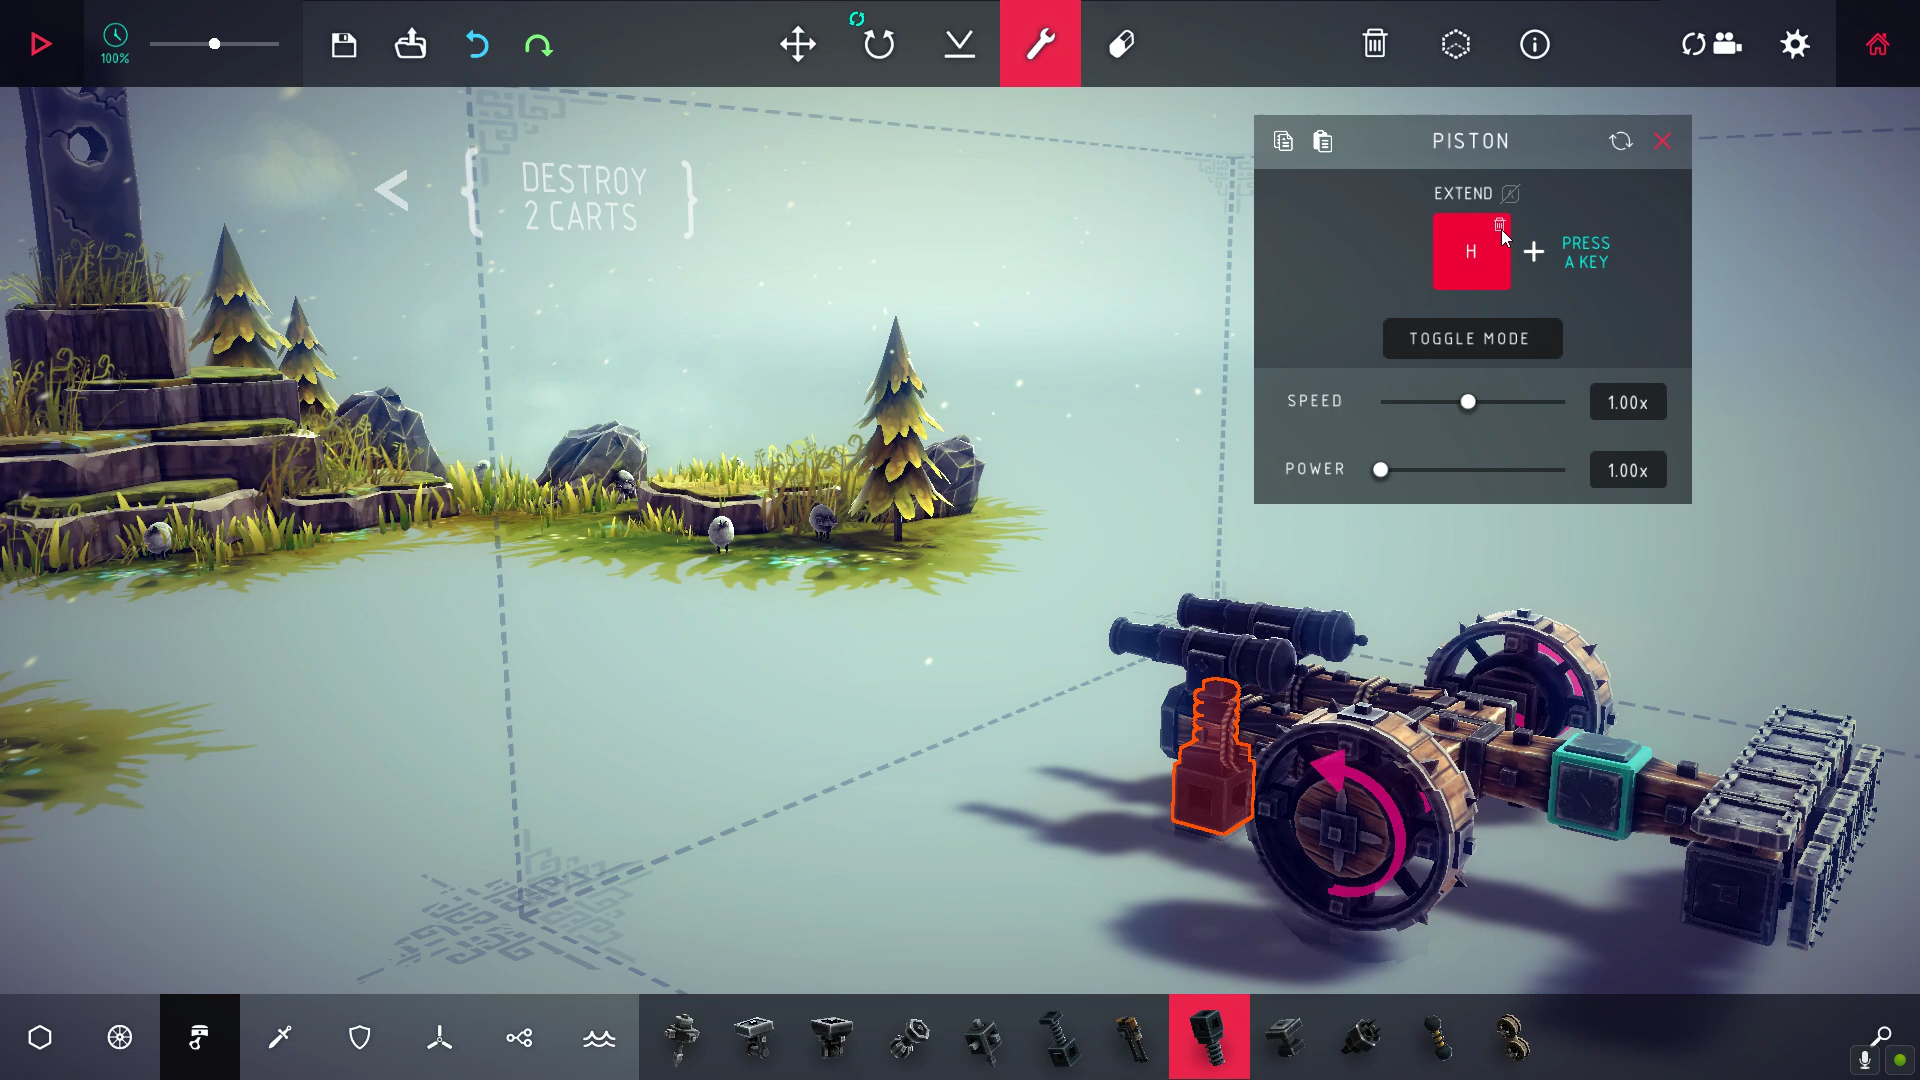 100%
DESTROY
2 CARTS
PISTON
EXTEND
H
PRESS
A KEY
TOGGLE MODE
SPEED
1.00x
POWER
1.00x